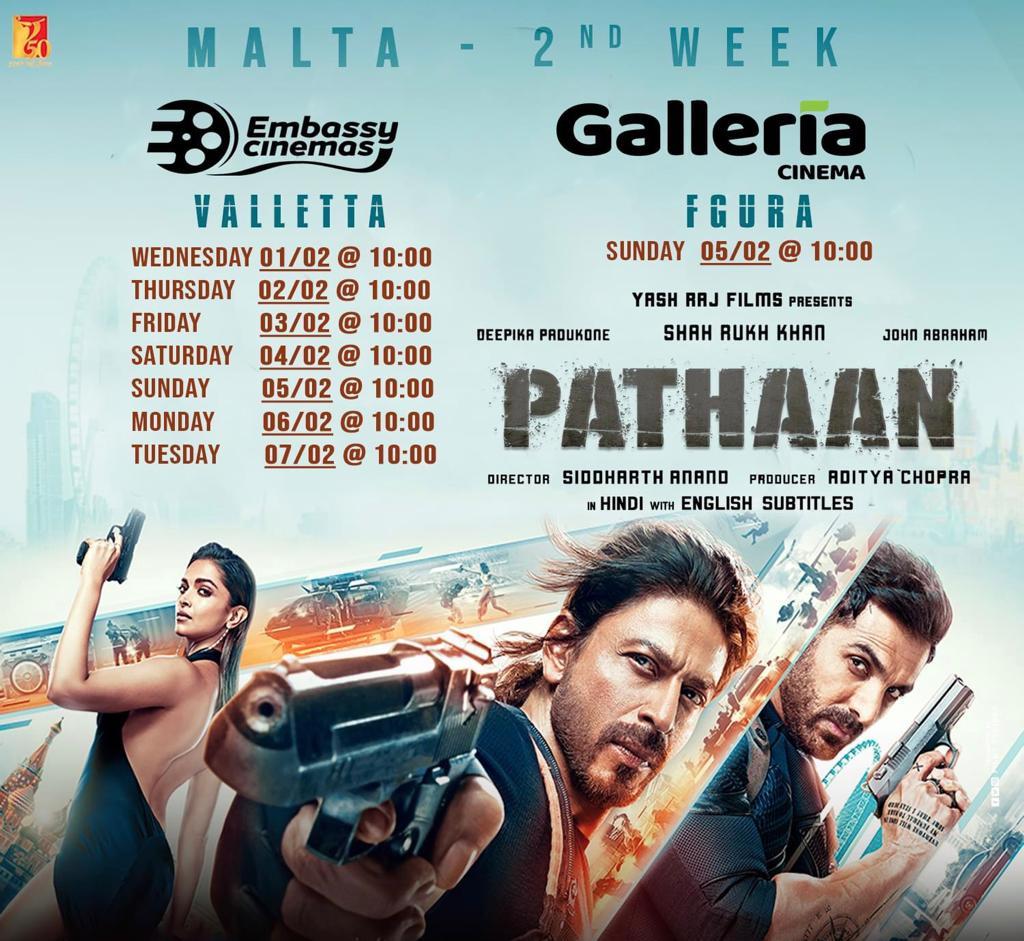 50
MALTA - 2ND WEEK
Embassy
cinemas
VALLETTA
WEDNESDAY 01/02 @ 10:00
THURSDAY 02/02 @ 10:00
FRIDAY 03/02 @ 10:00
SATURDAY 04/02 @ 10:00
SUNDAY 05/02 @ 10:00
MONDAY 06/02 @ 10:00
TUESDAY 07/02 @ 10:00
Gallería
CINEMA
FGURA
SUNDAY 05/02 @ 10:00
YASH RAJ FILMS PRESENTS
DEEPIKA PADUKONE SHAH RUKH KHAN JOHN ABRAHAM
PATHAAN
DIRECTOR SIDDHARTH ANAND PRODUCER ADITYA CHOPRA
IN HINDI WITH ENGLISH SUBTITLES